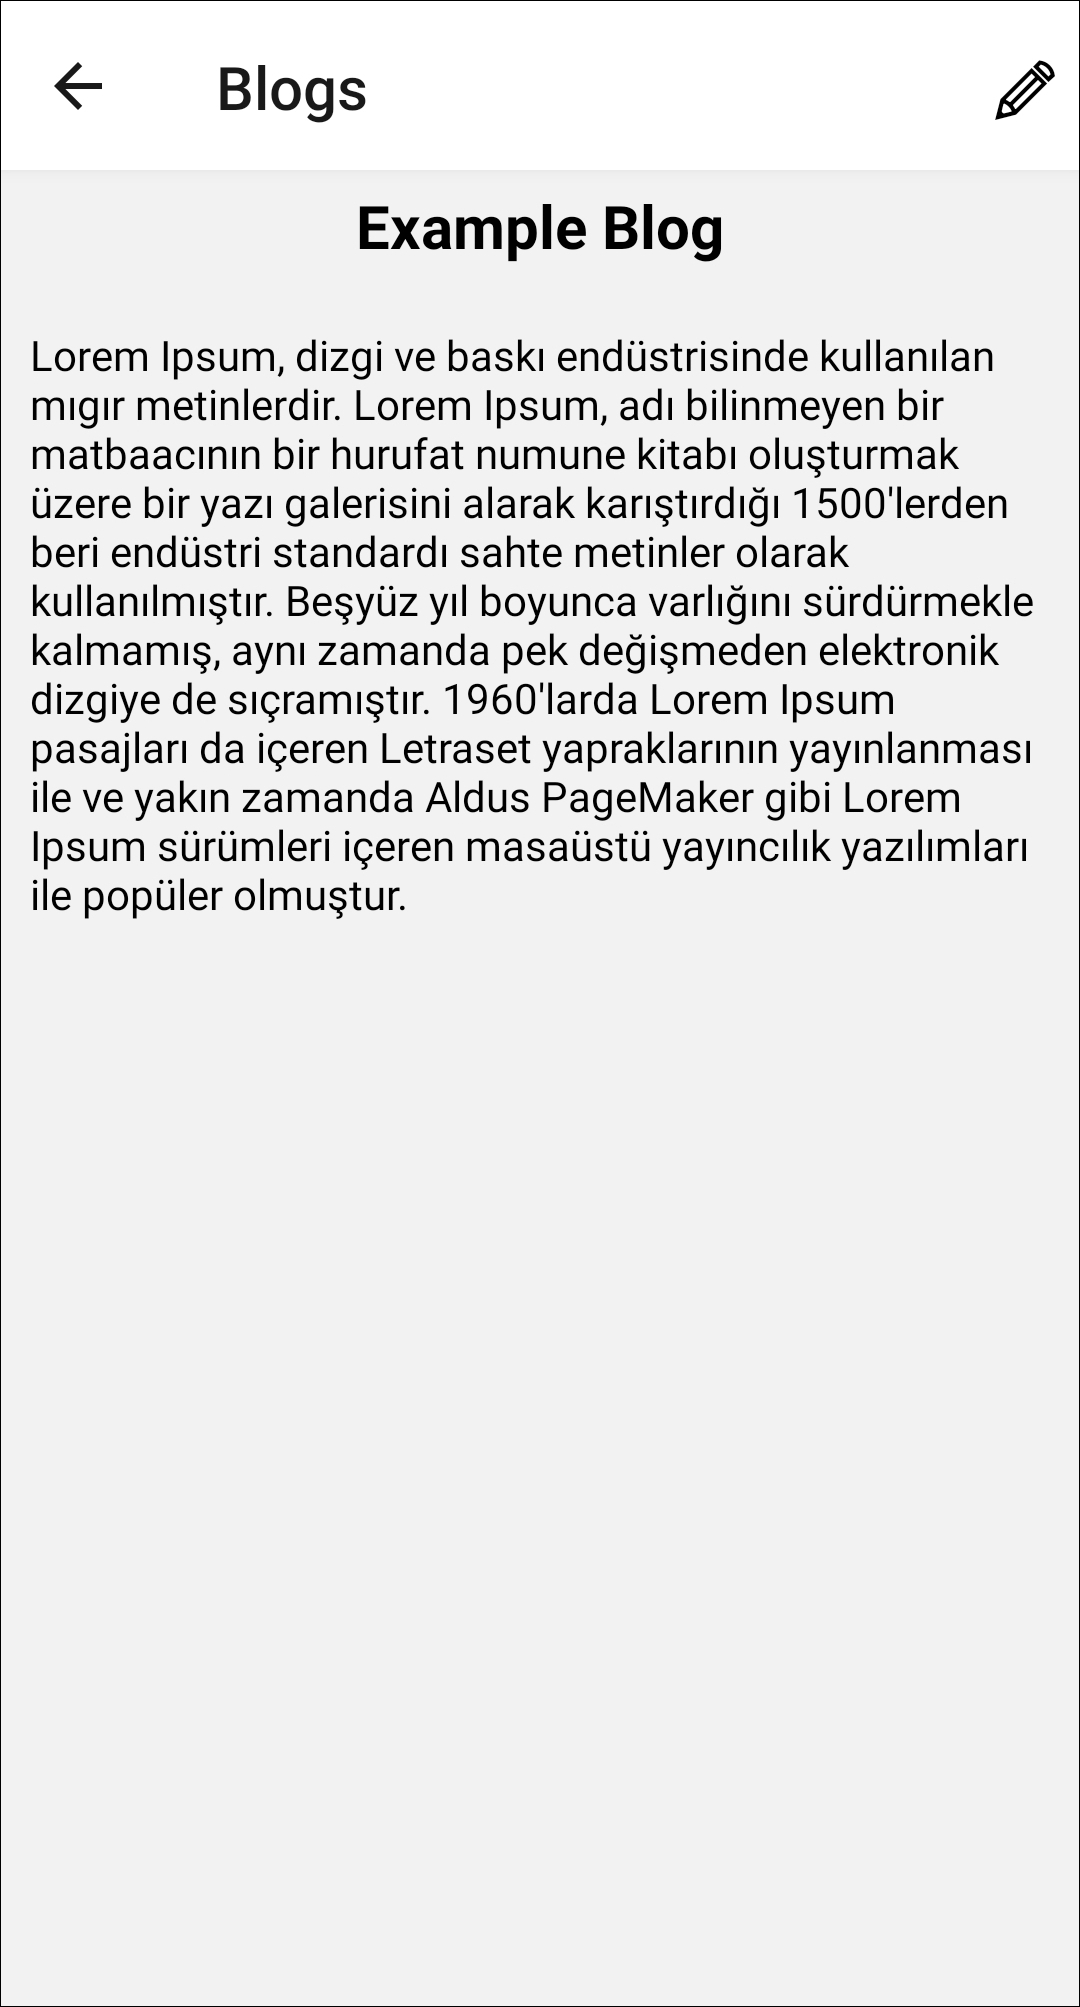 Blogs
Example Blog
Lorem Ipsum, dizgi ve baskı endüstrisinde kullanılan
mıgır metinlerdir. Lorem Ipsum, adı bilinmeyen bir
matbaacının bir hurufat numune kitabı oluşturmak
üzere bir yazı galerisini alarak karıştırdığı 1500'lerden
beri endüstri standardı sahte metinler olarak
kullanılmıştır. Beşyüz yıl boyunca varlığını sürdürmekle
kalmamış, aynı zamanda pek değişmeden elektronik
dizgiye de sıçramıştır. 1960'larda Lorem Ipsum
pasajları da içeren Letraset yapraklarının yayınlanması
ile ve yakın zamanda Aldus PageMaker gibi Lorem
Ipsum sürümleri içeren masaüstü yayıncılık yazılımları
ile popüler olmuştur.